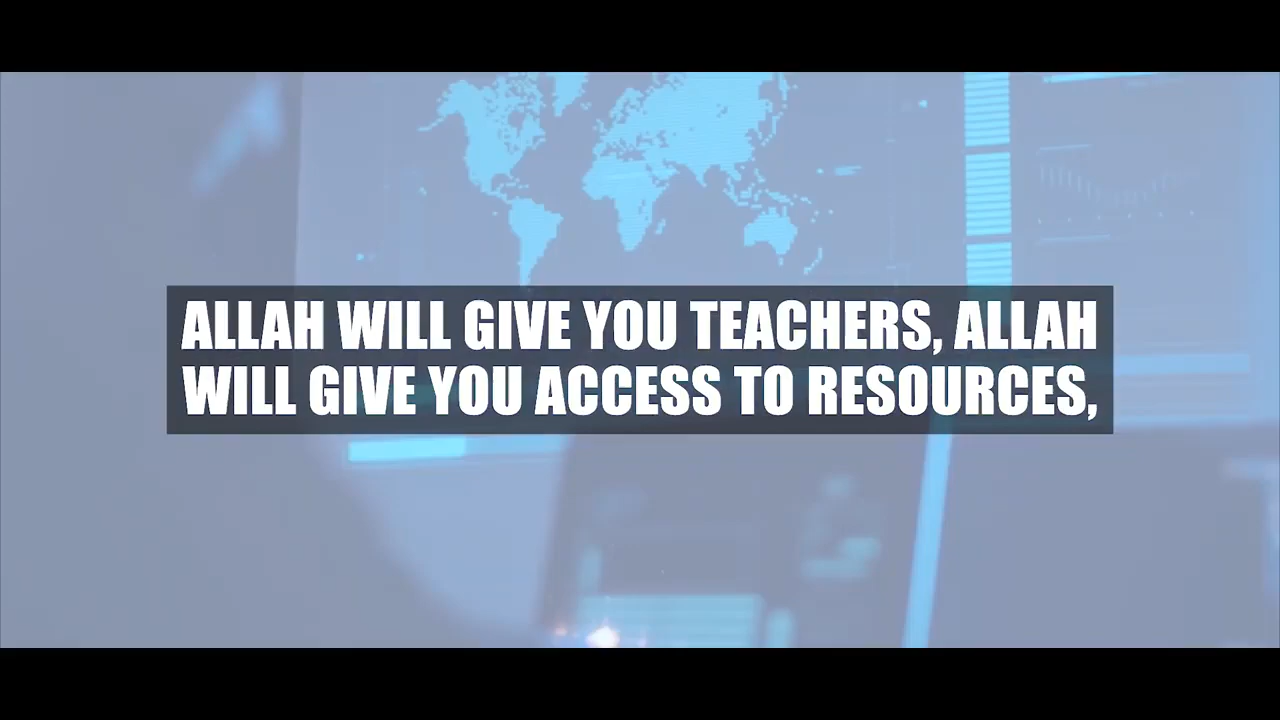 ALLAH WILL GIVE YOU TEACHERS, ALLAH
WILL GIVE YOU ACCESS TO RESOURCES,